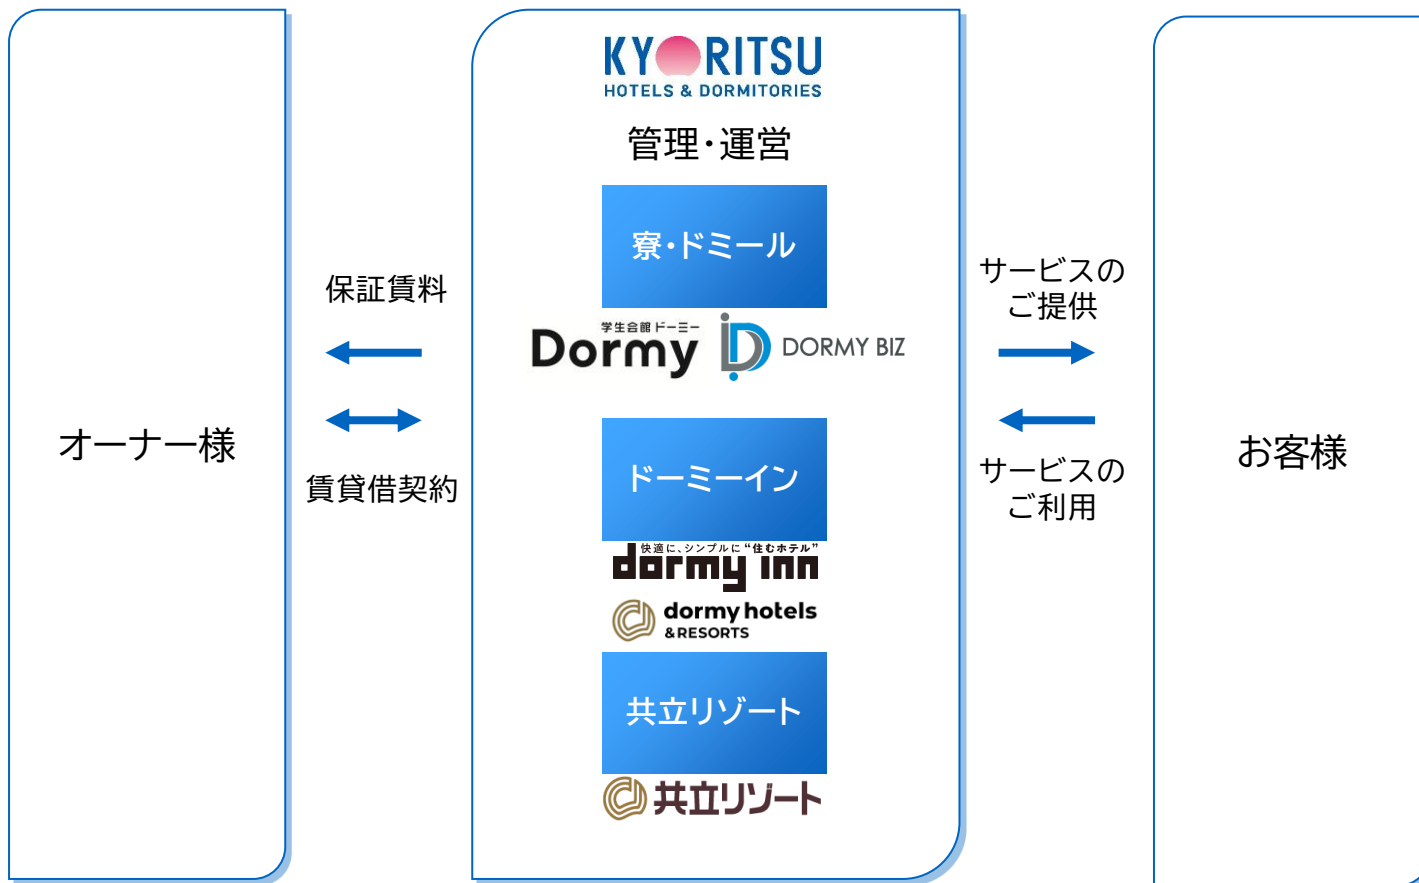 オーナー様
保証賃料
賃貸借契約
KYORITSU
HOTELS & DORMITORIES
管理・運営
寮・ドミール
学生会館 ドーミー
Dormy
DORMY BIZ
ドーミーイン
快適に、シンプルに“住むホテル”
dormy inn
dormy hotels
& RESORTS
共立リゾート
共立リゾート
サービスの
ご提供
サービスの
ご利用
お客様